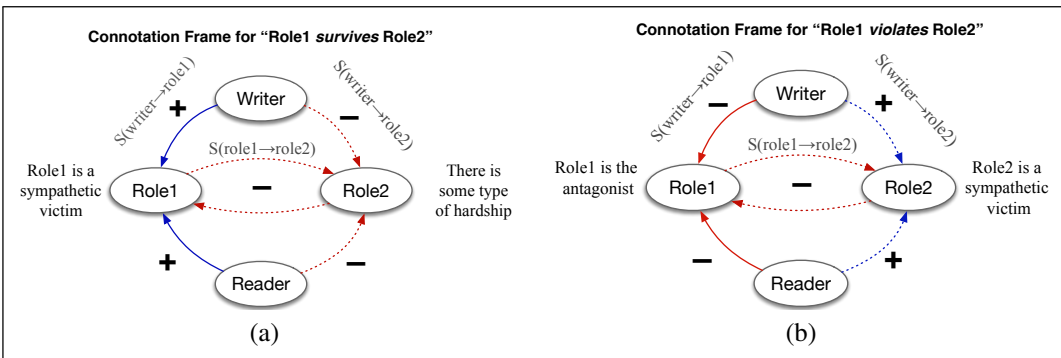 Connotation Frame for “Role1 survives Role2”
S(writer→role1)
+
Writer
–
S(writer→role2)
S(role1→role2)
Role1 is a
sympathetic
victim
Role1
–
Role2
There is
some type
of hardship
+
Reader
–
(a)
Connotation Frame for “Role1 violates Role2”
S(writer→role1)
–
Writer
+
S(writer→role2)
S(role1→role2)
Role1 is the
antagonist
Role1
–
Role2
Role2 is a
sympathetic
victim
–
Reader
+
(b)